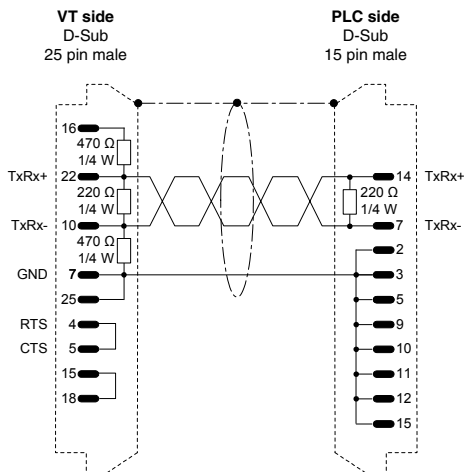 VT side
D-Sub
25 pin male
PLC side
D-Sub
15 pin male
16
470 Ω
1/4 W
TxRx+
22
220 Ω
1/4 W
TxRx-
10
470 Ω
1/4 W
GND
7
25
RTS
4
CTS
5
15
18
14
TxRx+
220 Ω
1/4 W
7
TxRx-
2
3
5
9
10
11
12
15